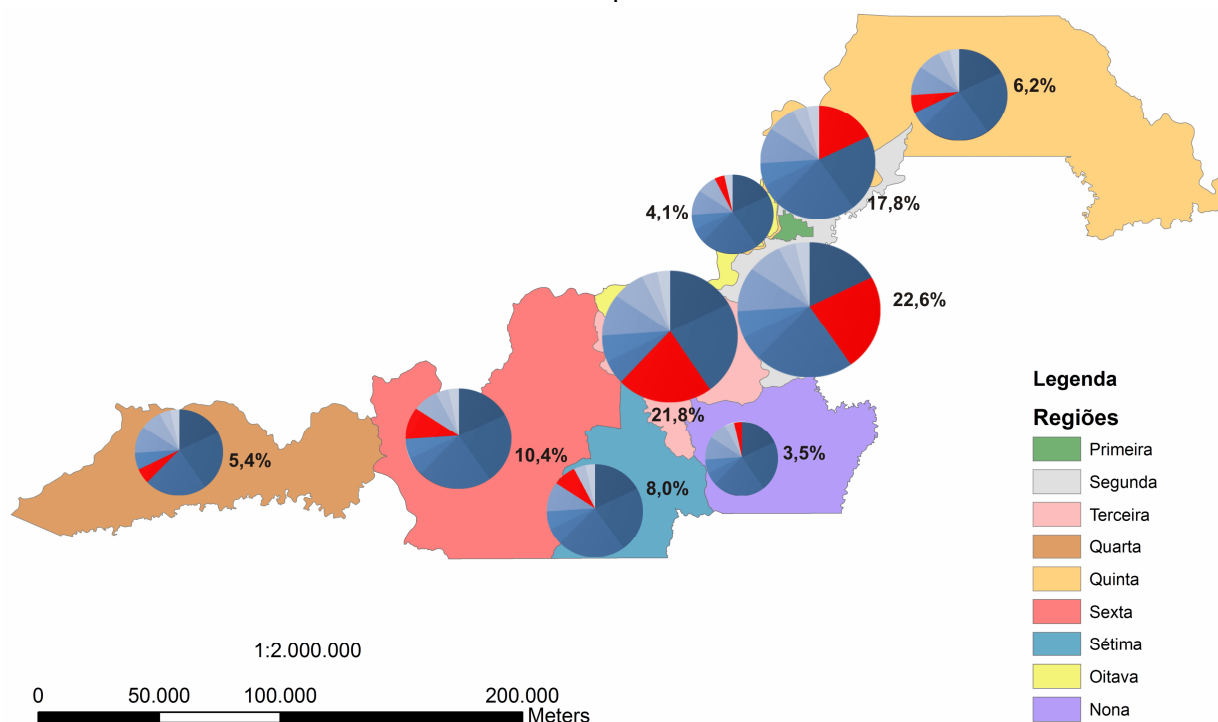 6,2%
17,8%
4,1%
22,6%
21,8%
10,4%
5,4%
8,0%
3,5%
Legenda
Regiões
Primeira
Segunda
Terceira
Quarta
Quinta
Sexta
Sétima
Oitava
Nona
1:2.000.000
0 50.000 100.000 200.000
Meters